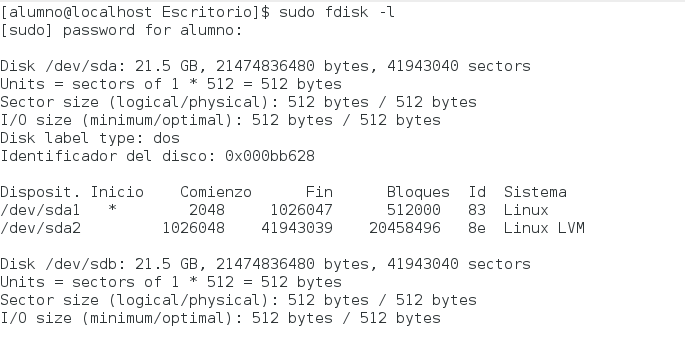 [alumno@localhost Escritorio]$ sudo fdisk -l
[sudo] password for alumno:
Disk /dev/sda: 21.5 GB, 21474836480 bytes, 41943040 sectors
Units = sectors of 1 * 512 = 512 bytes
Sector size (logical/physical): 512 bytes / 512 bytes
I/O size (minimum/optimal): 512 bytes / 512 bytes
Disk label type: dos
Identificador del disco: 0x000bb628
Disposit. Inicio    Comienzo      Fin      Bloques  Id  Sistema
/dev/sda1   *        2048     1026047      512000   83  Linux
/dev/sda2         1026048    41943039    20458496   8e  Linux LVM
Disk /dev/sdb: 21.5 GB, 21474836480 bytes, 41943040 sectors
Units = sectors of 1 * 512 = 512 bytes
Sector size (logical/physical): 512 bytes / 512 bytes
I/O size (minimum/optimal): 512 bytes / 512 bytes